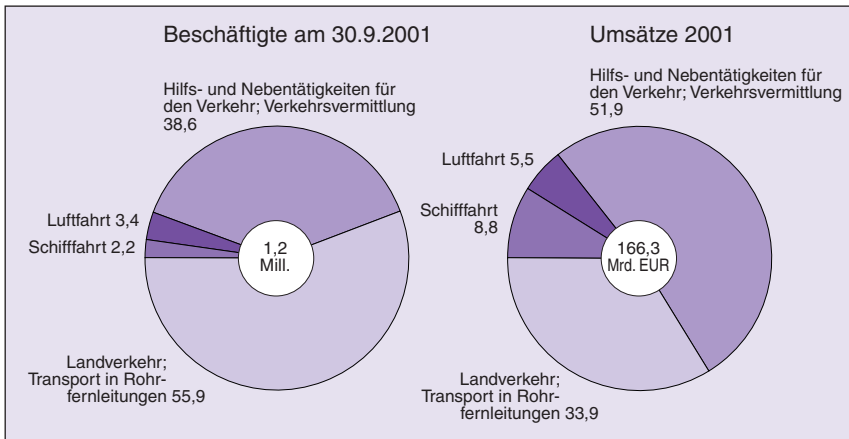 Beschäftigte am 30.9.2001
Hilfs- und Nebentätigkeiten für
den Verkehr; Verkehrsvermittlung
38,6
Luftfahrt 3,4
Schifffahrt 2,2
1,2
Mill.
Landverkehr;
Transport in Rohr-
fernleitungen 55,9
Umsätze 2001
Hilfs- und Nebentätigkeiten für
den Verkehr; Verkehrsvermittlung
51,9
Luftfahrt 5,5
Schifffahrt
8,8
166,3
Mrd. EUR
Landverkehr;
Transport in Rohr-
fernleitungen 33,9